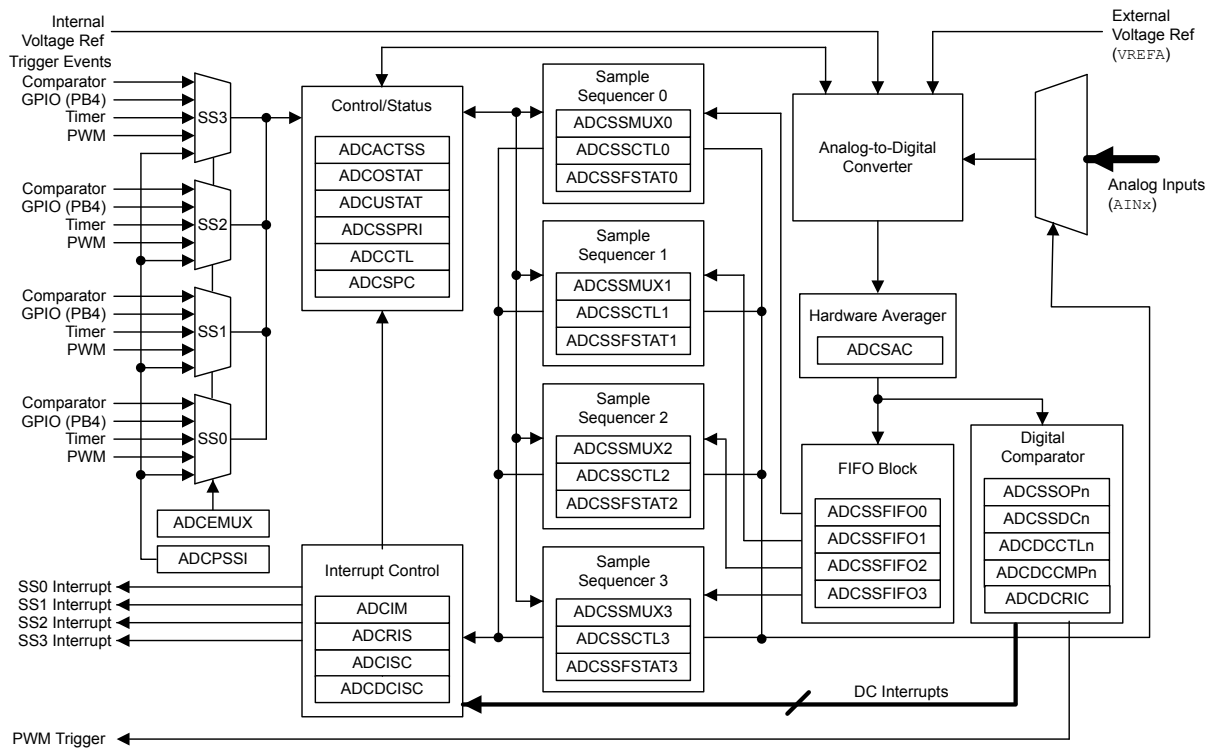 Internal
Voltage Ref
External
Voltage Ref
(VREFA)
Trigger Events
Comparator
GPIO (PB4)
Timer
PWM
SS3
Comparator
GPIO (PB4)
Timer
PWM
SS2
Comparator
GPIO (PB4)
Timer
PWM
SS1
Comparator
GPIO (PB4)
Timer
PWM
SS0
ADCEMUX
ADCPSSI
Control/Status
ADCACTSS
ADCOSTAT
ADCUSTAT
ADCSSPRI
ADCCTL
ADCSPC
Interrupt Control
ADCIM
ADCRIS
ADCISC
ADCDCISC
SS0 Interrupt
SS1 Interrupt
SS2 Interrupt
SS3 Interrupt
PWM Trigger
Sample
Sequencer 0
ADCSSMUX0
ADCSSCTL0
ADCSSFSTAT0
Sample
Sequencer 1
ADCSSMUX1
ADCSSCTL1
ADCSSFSTAT1
Sample
Sequencer 2
ADCSSMUX2
ADCSSCTL2
ADCSSFSTAT2
Sample
Sequencer 3
ADCSSMUX3
ADCSSCTL3
ADCSSFSTAT3
Analog-to-Digital
Converter
Analog Inputs
(AINx)
Hardware Averager
ADCSAC
FIFO Block
ADCSSFIFO0
ADCSSFIFO1
ADCSSFIFO2
ADCSSFIFO3
Digital
Comparator
ADCSSOPn
ADCSSDCn
ADCDCCTLn
ADCDCCMPn
ADCDCRIC
DC Interrupts